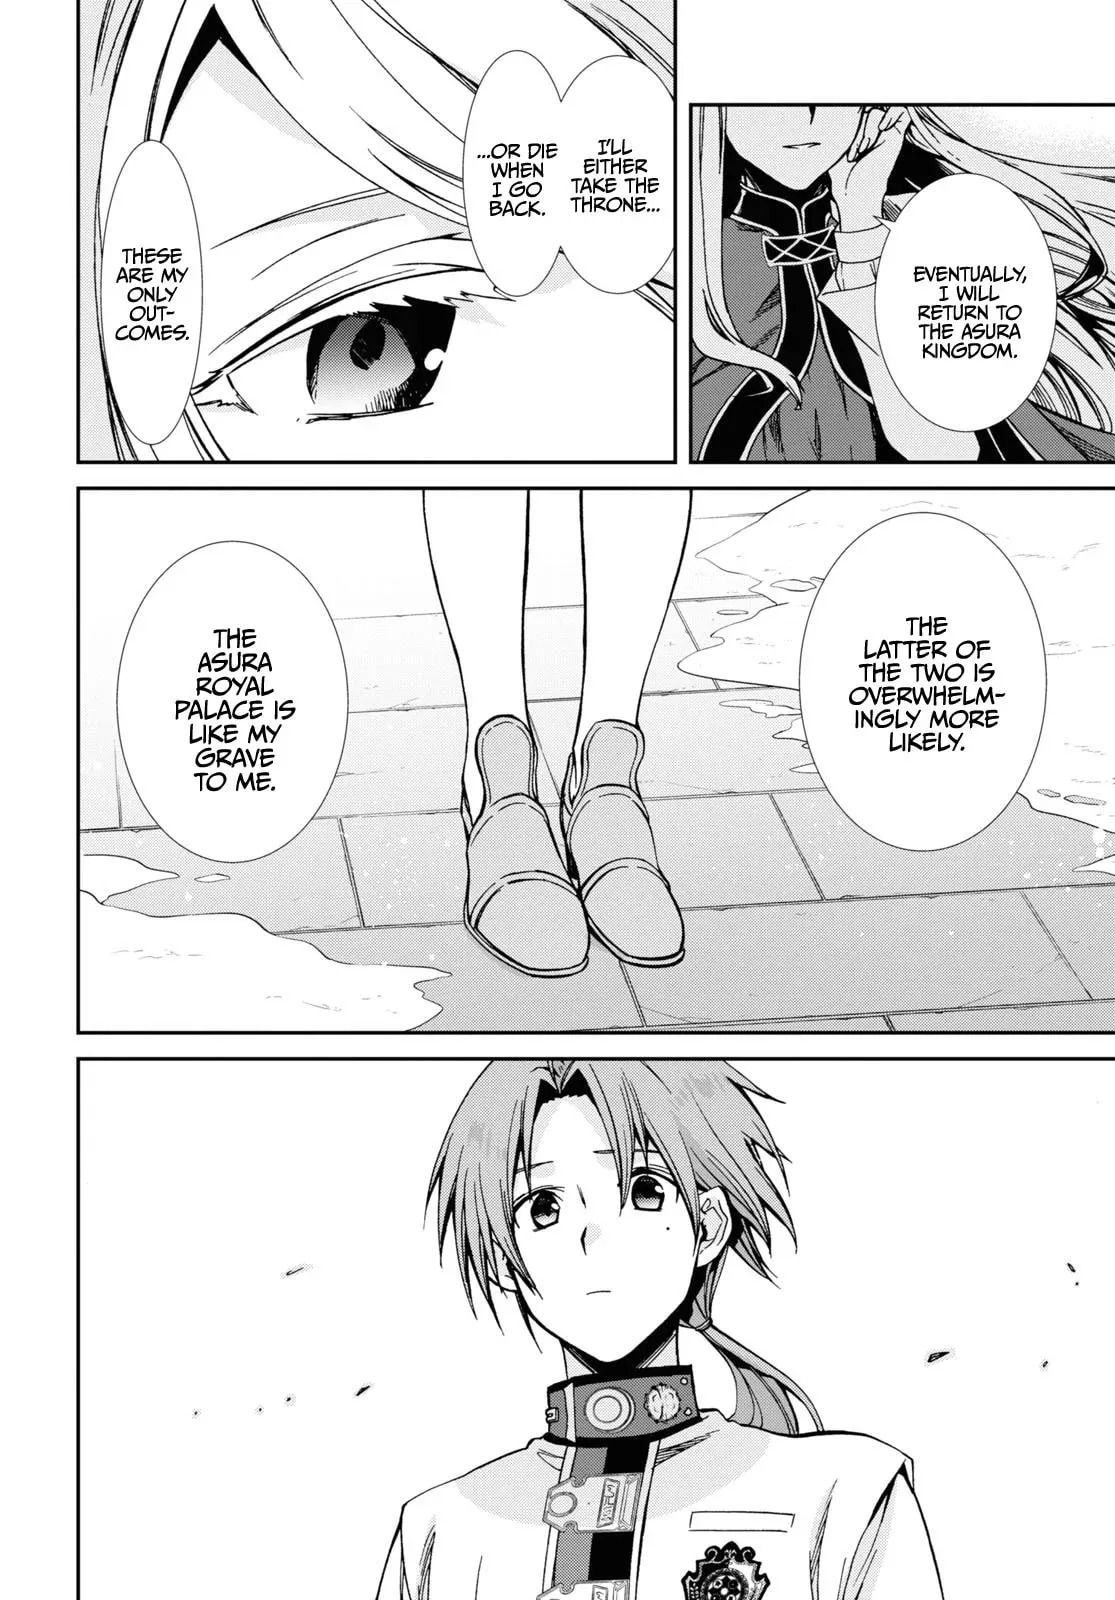 EVENTUALLY,
I WILL
RETURN TO
THE ASURA
KINGDOM.
I'LL
EITHER
TAKE THE
THRONE...
...OR DIE
WHEN
I GO
BACK.
THESE
ARE MY
ONLY
OUT-
COMES.
THE
LATTER OF
THE TWO IS
OVERWHELM-
INGLY MORE
LIKELY.
THE
ASURA
ROYAL
PALACE IS
LIKE MY
GRAVE
TO ME.